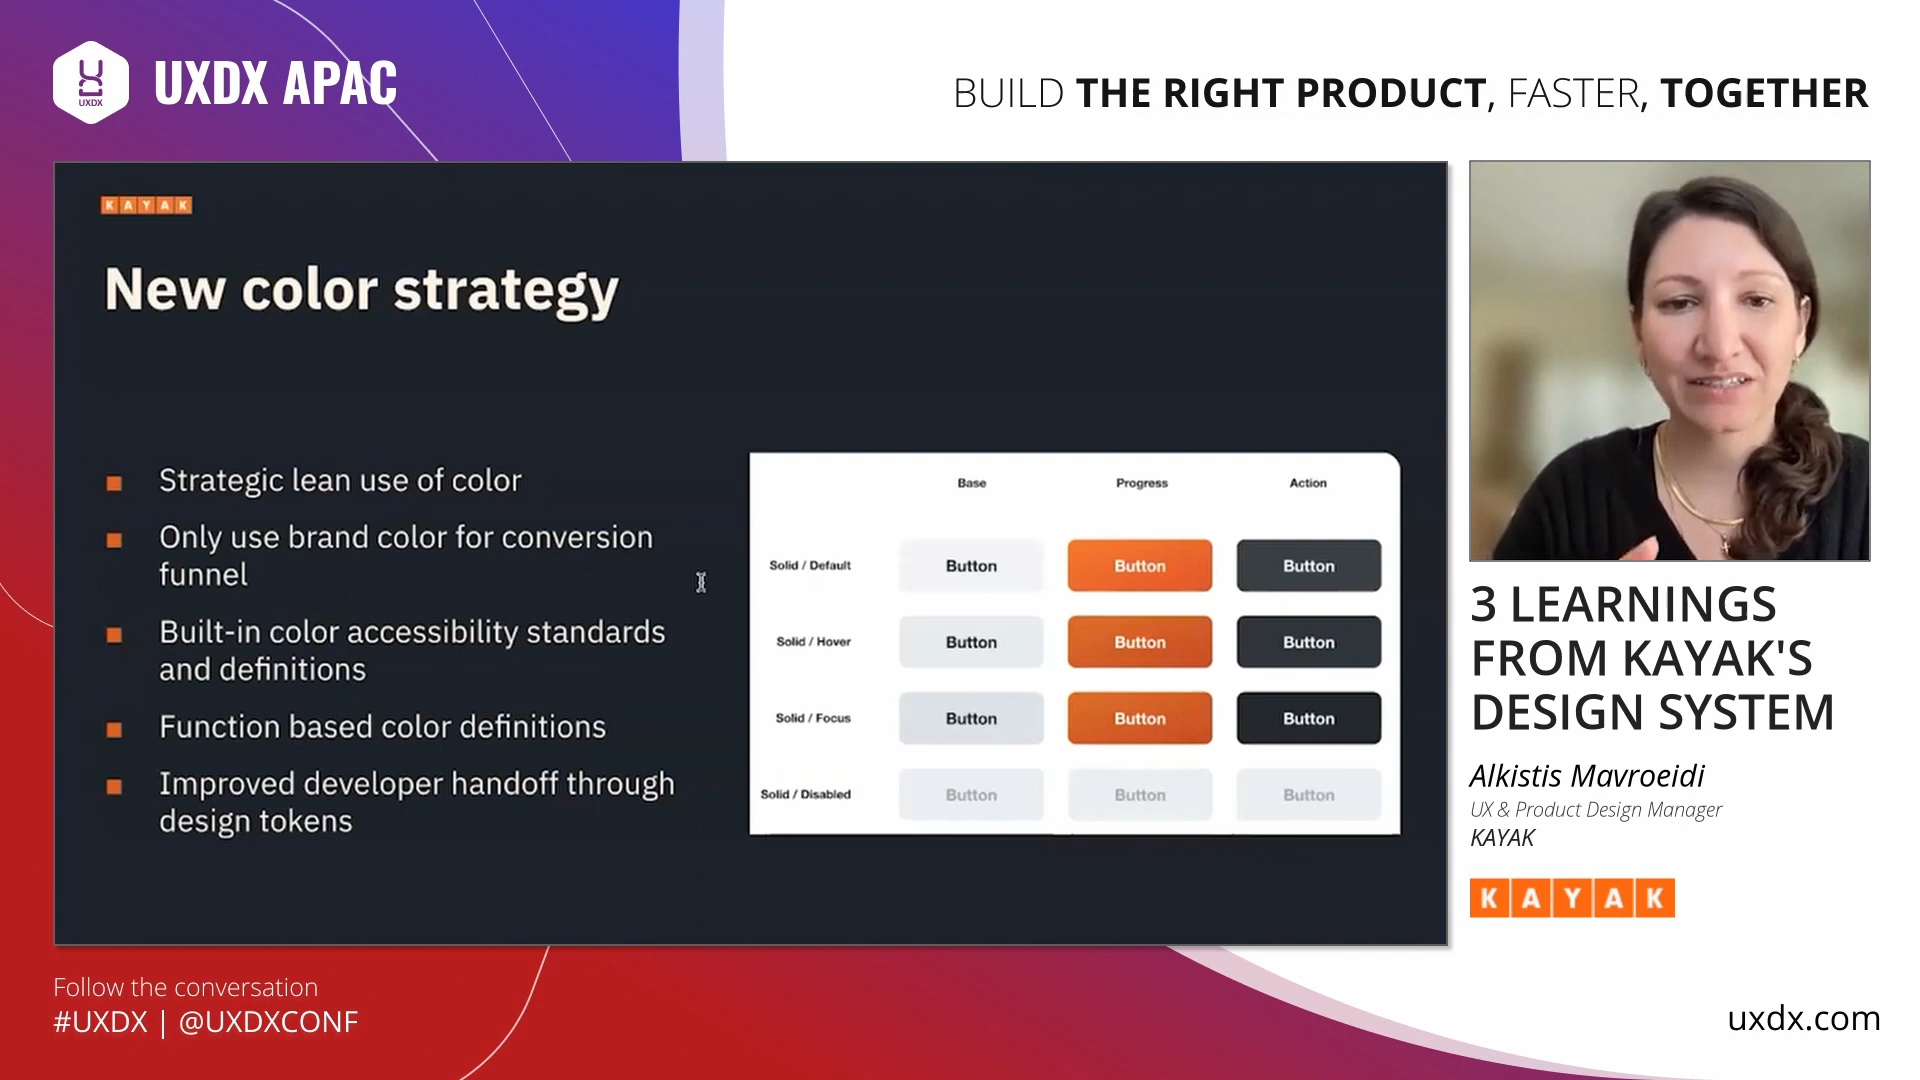 UXDX
UXDX APAC
BUILD THE RIGHT PRODUCT, FASTER, TOGETHER
KAYAK
New color strategy
Strategic lean use of color
Only use brand color for conversion
funnel
Built-in color accessibility standards
and definitions
Function based color definitions
Improved developer handoff through
design tokens
Base Progress Action
Solid / Default Button Button Button
Solid / Hover Button Button Button
Solid / Focus Button Button Button
Solid / Disabled Button Button Button
3 LEARNINGS
FROM KAYAK'S
DESIGN SYSTEM
Alkistis Mavroeidi
UX & Product Design Manager
KAYAK
KAYAK
Follow the conversation
#UXDX | @UXDXCONF
uxdx.com